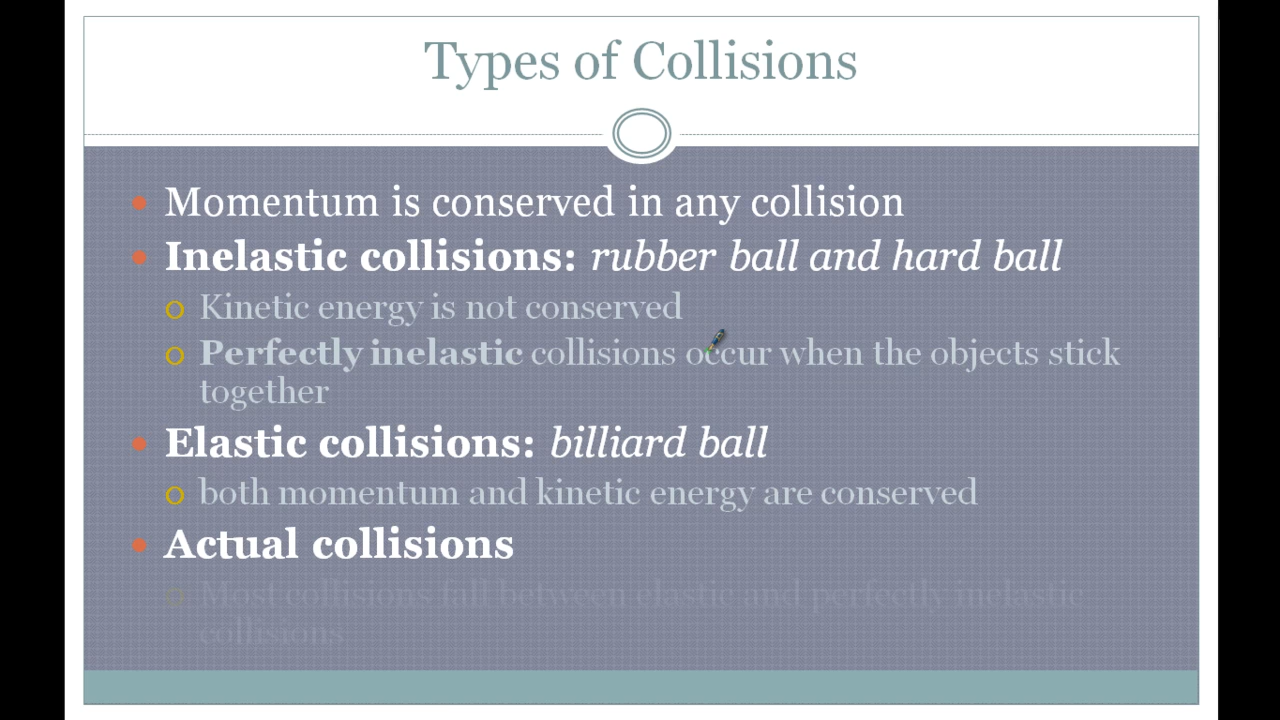 Types of Collisions
Momentum is conserved in any collision
Inelastic collisions: rubber ball and hard ball
Kinetic energy is not conserved
Perfectly inelastic collisions occur when the objects stick
together
Elastic collisions: billiard ball
both momentum and kinetic energy are conserved
Actual collisions
Most collisions fall between elastic and perfectly inelastic
collisions